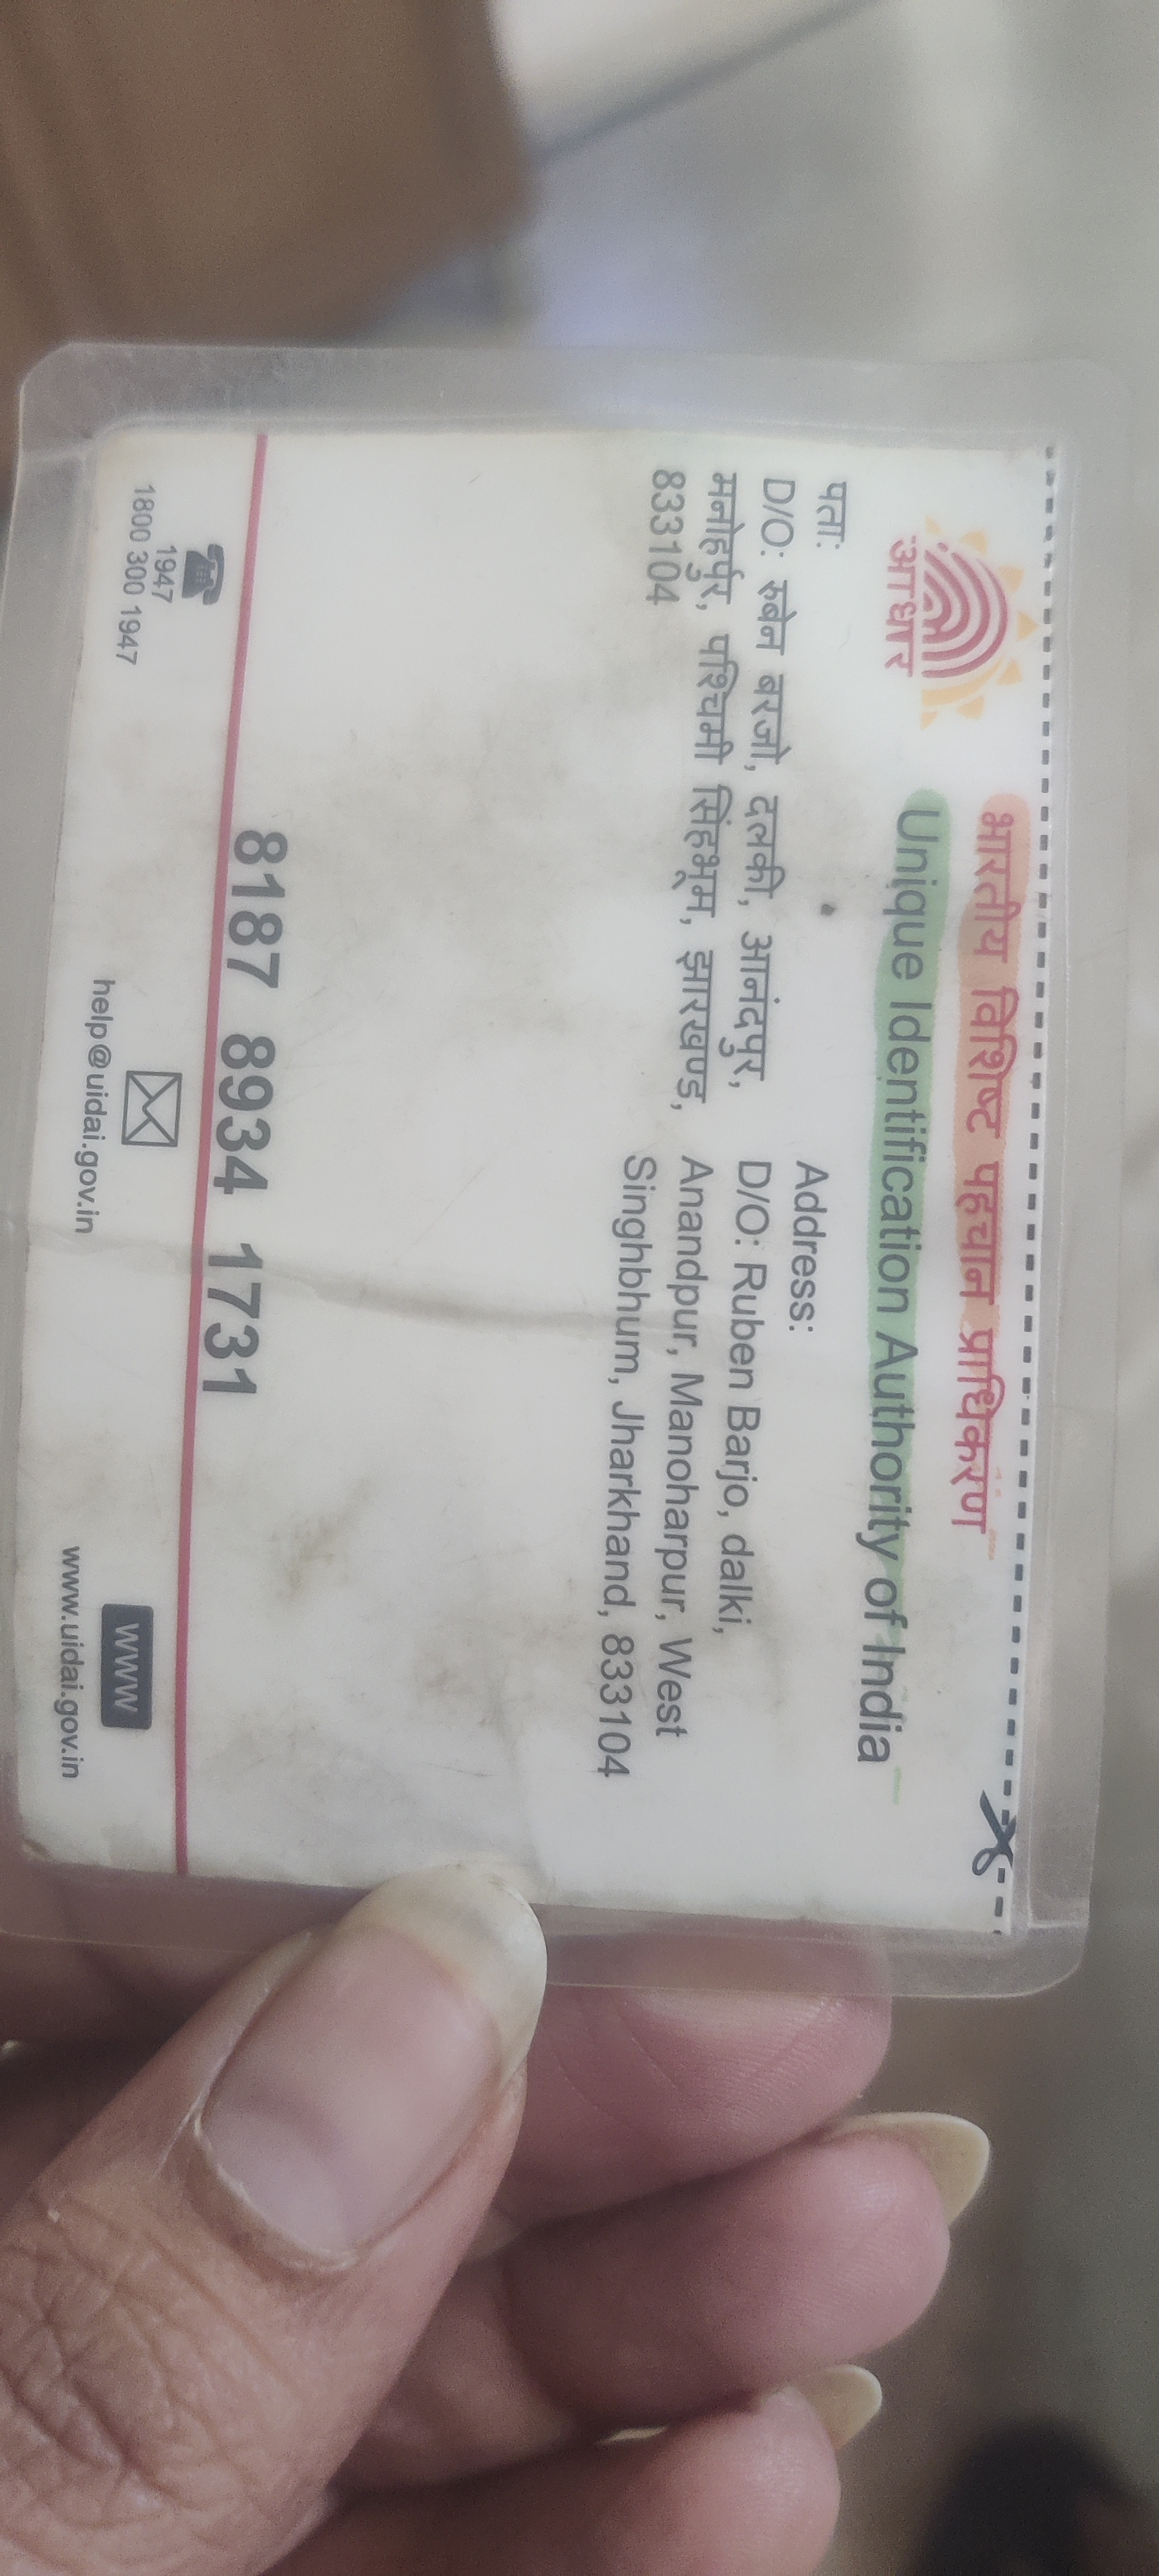 भारतीय विशिष्ट पहचान प्राधिकरण
Unique Identification Authority of India
आधार
पता:
D/O: रुबेन बरजो, दलकी, आनंदपुर,
मनोहर्पुर, पश्चिमी सिंहभूम, झारखण्ड,
833104
Address:
D/O: Ruben Barjo, dalki,
Anandpur, Manoharpur, West
Singhbhum, Jharkhand, 833104
8187 8934 1731
1947
1800 300 1947
help@uidai.gov.in
WWW
www.uidai.gov.in